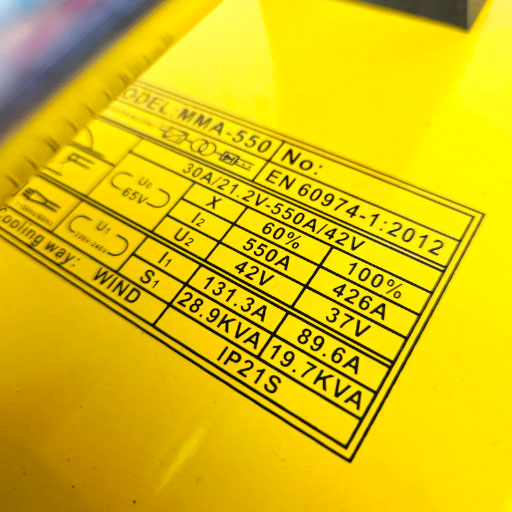 MODEL:MMA-550 No:
EN 60974-1:2012
30A/21.2V-550A/42V
U0 65V
X 60% 100%
I2 550A 426A
U2 42V 37V
U1
I1 131.3A 89.6A
S1 28.9KVA 19.7KVA
Cooling way: WIND IP21S